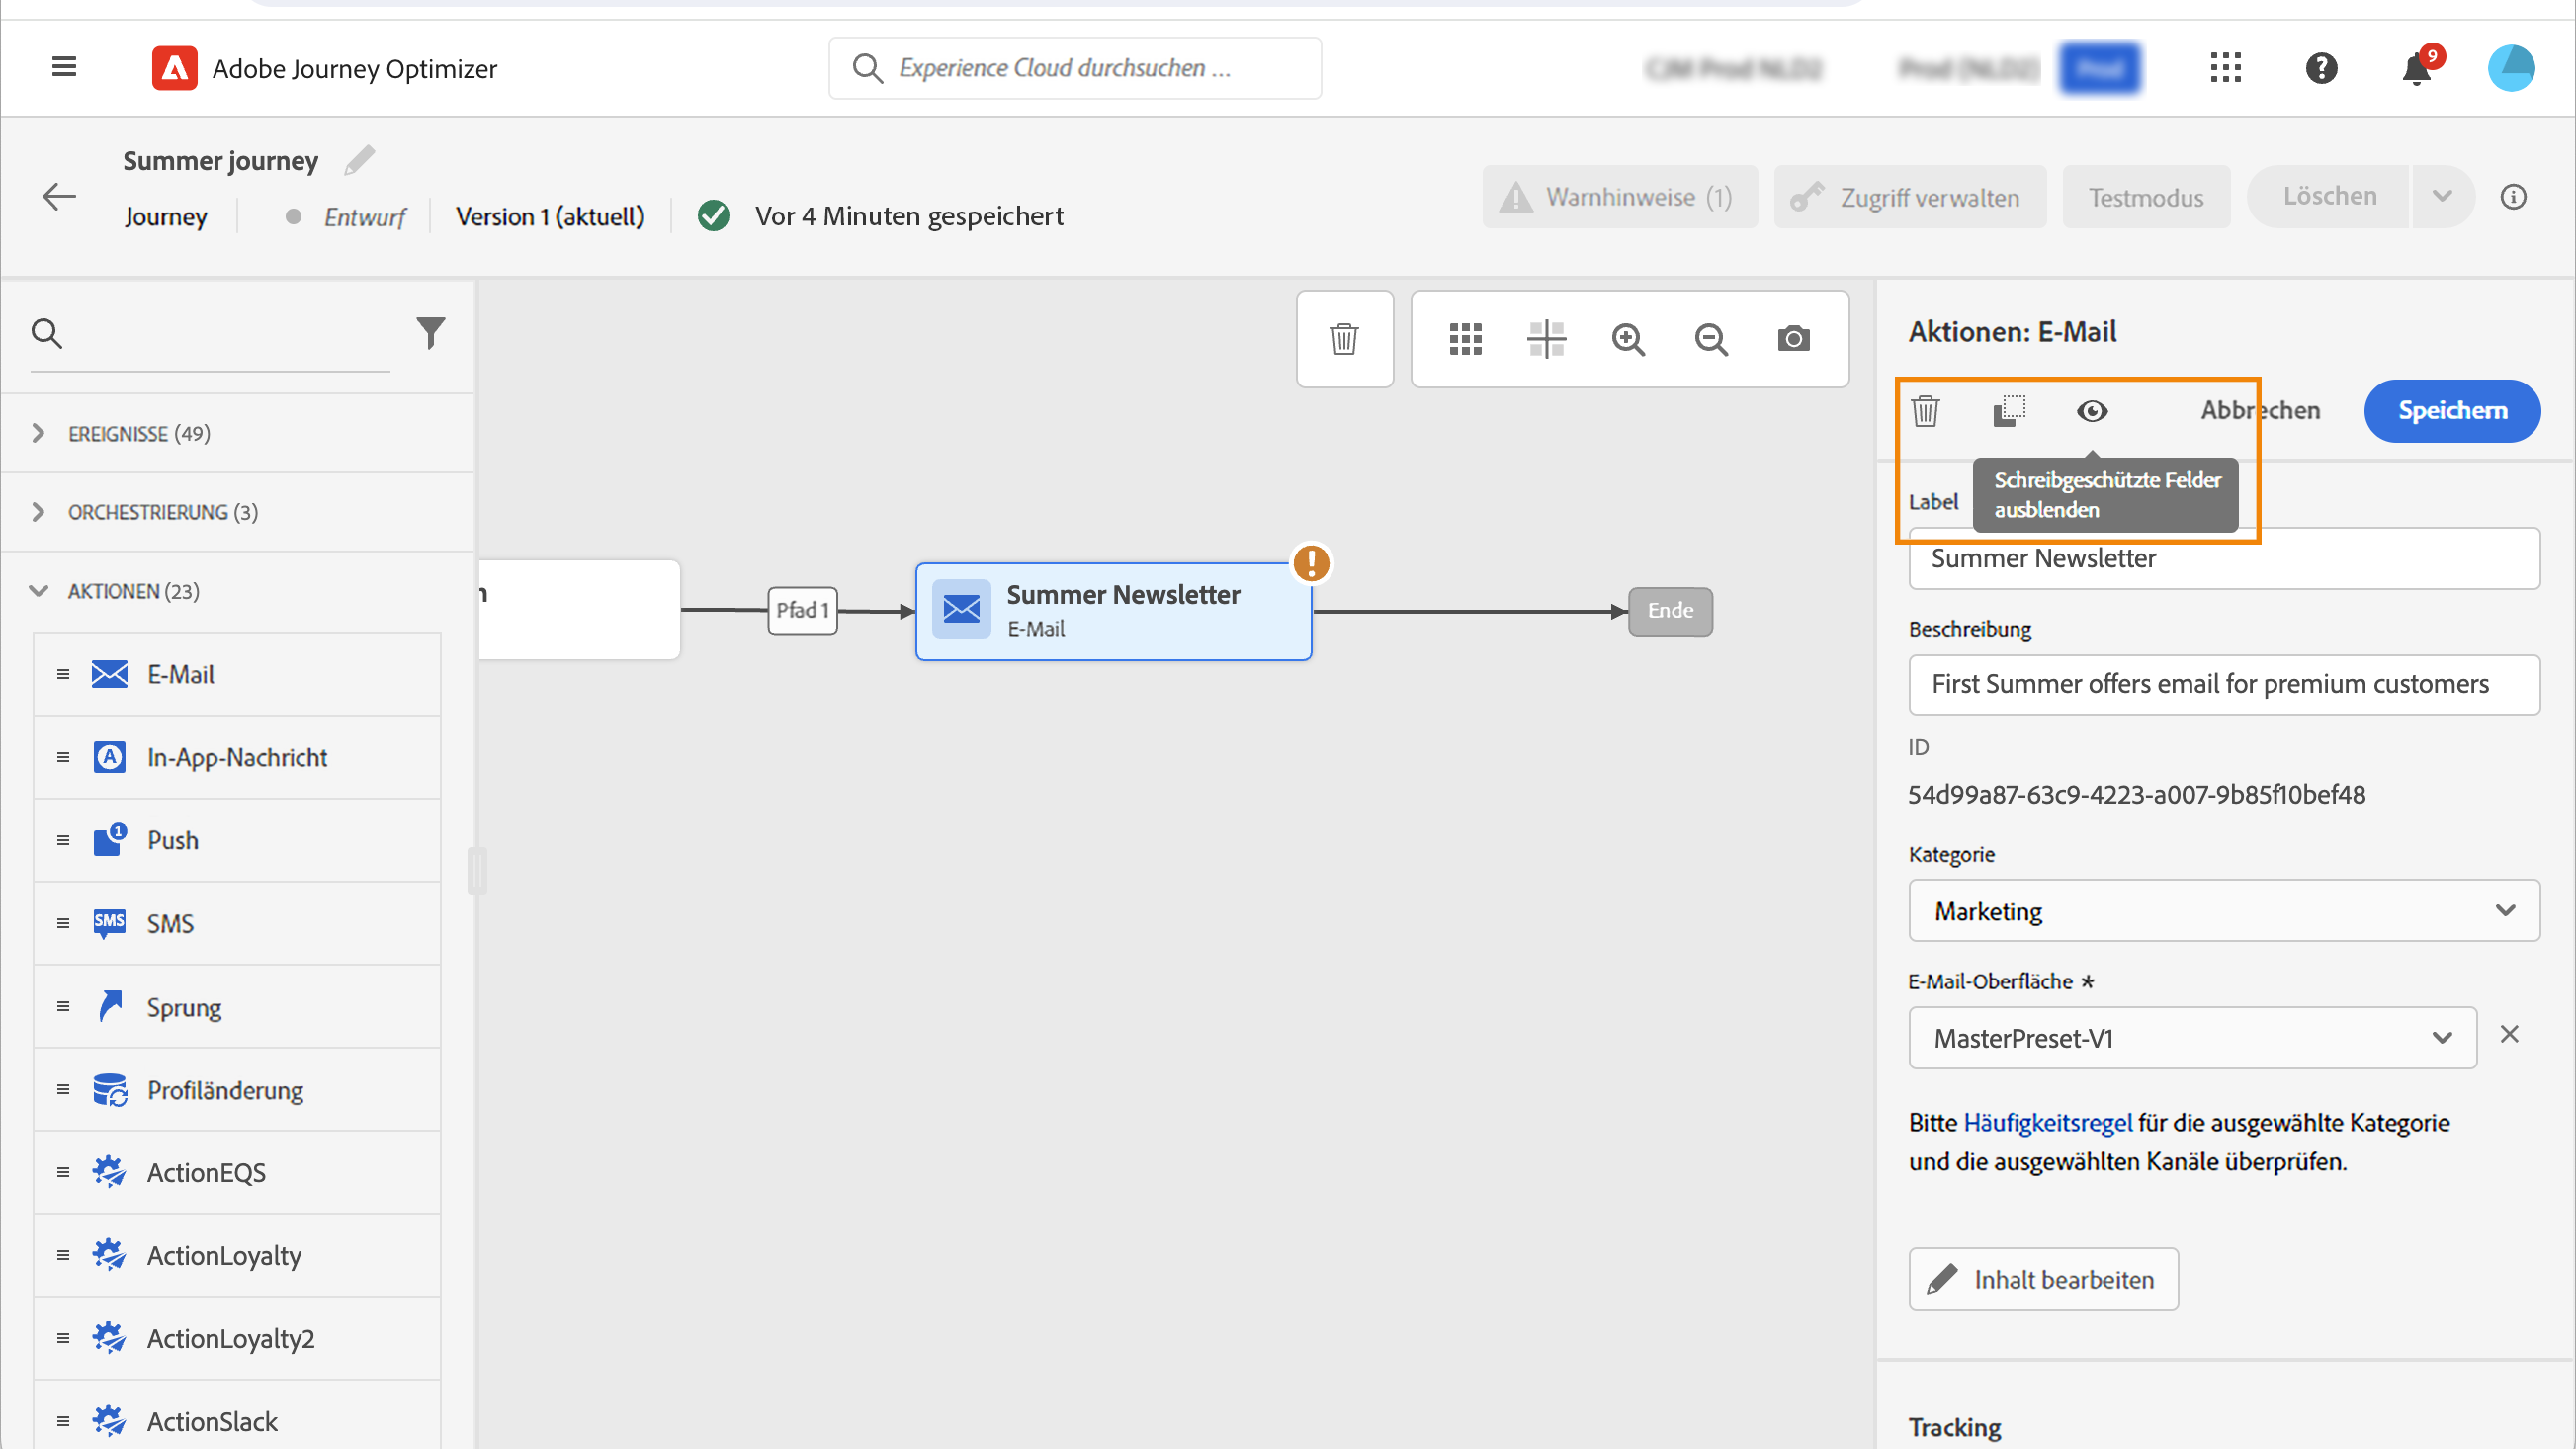 Adobe Journey Optimizer
Experience Cloud durchsuchen ...
9
Summer journey
Journey
Entwurf
Version 1 (aktuell)
Vor 4 Minuten gespeichert
Warnhinweise (1)
Zugriff verwalten
Testmodus
Löschen
EREIGNISSE (49)
ORCHESTRIERUNG (3)
AKTIONEN (23)
E-Mail
In-App-Nachricht
Push
SMS
SMS
Sprung
Profiländerung
ActionEQS
ActionLoyalty
ActionLoyalty2
ActionSlack
Pfad 1
Summer Newsletter
E-Mail
Ende
Aktionen: E-Mail
Abbrechen
Speichern
Schreibgeschützte Felder
ausblenden
Label
Summer Newsletter
Beschreibung
First Summer offers email for premium customers
ID
54d99a87-63c9-4223-a007-9b85f10bef48
Kategorie
Marketing
E-Mail-Oberfläche *
MasterPreset-V1
Bitte Häufigkeitsregel für die ausgewählte Kategorie
und die ausgewählten Kanäle überprüfen.
Inhalt bearbeiten
Tracking